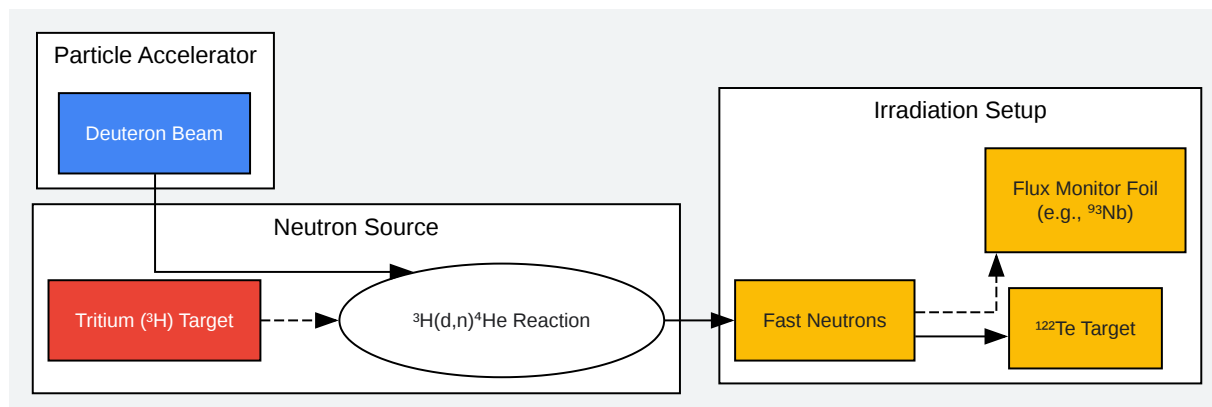 Particle Accelerator
Deuteron Beam
Neutron Source
Tritium (³H) Target
³H(d,n)⁴He Reaction
Irradiation Setup
Flux Monitor Foil
(e.g., ⁹³Nb)
Fast Neutrons
¹²²Te Target